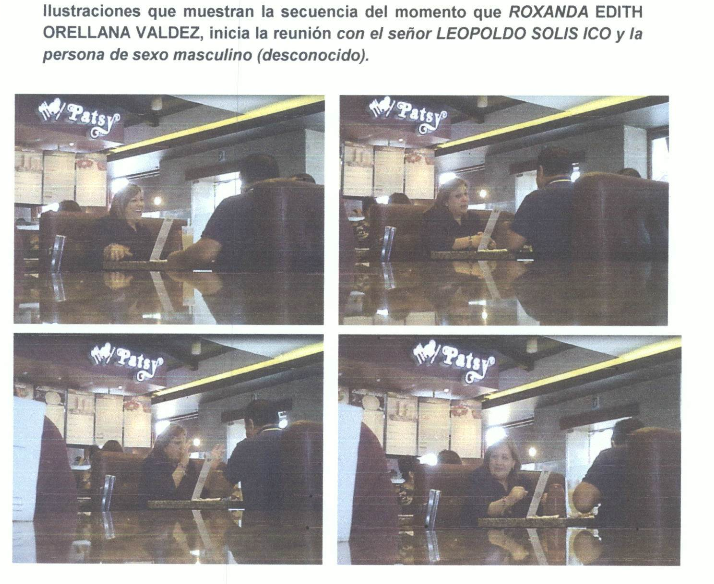 Ilustraciones que muestran la secuencia del momento que ROXANDA EDITH
ORELLANA VALDEZ, inicia la reunión con el señor LEOPOLDO SOLIS ICO y la
persona de sexo masculino (desconocido).
Patsy
Patsy
Patsy
Patsy